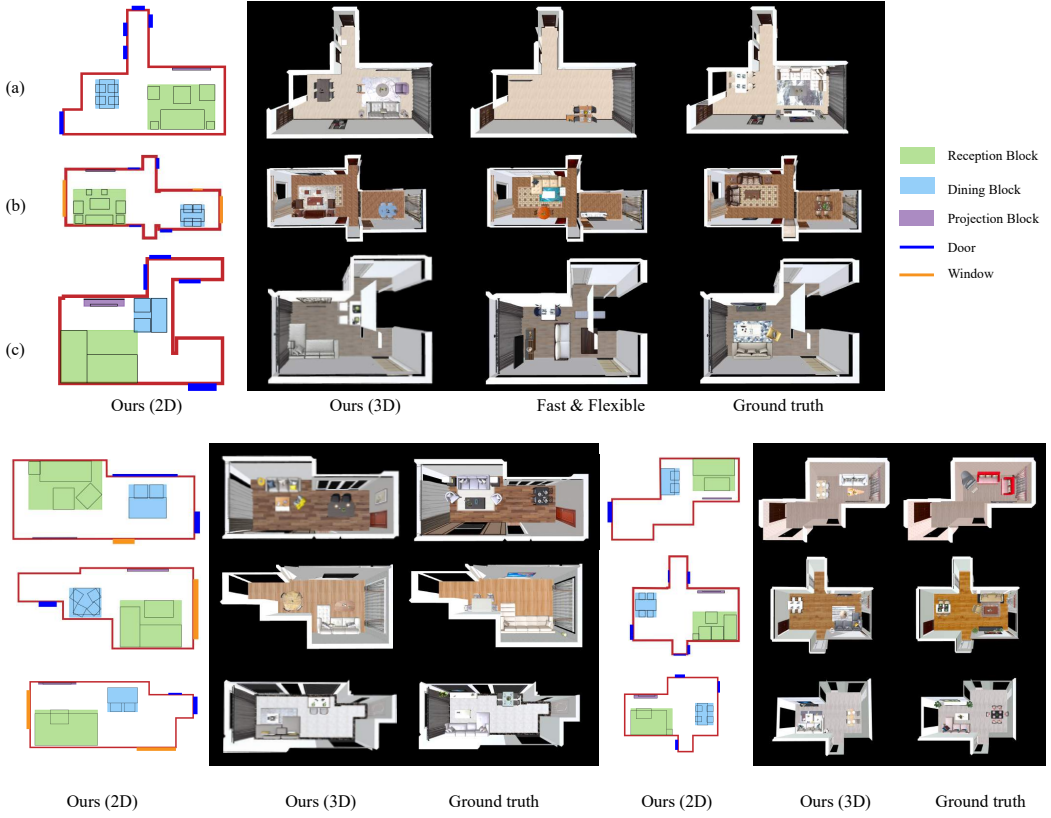 (a)
(b)
(c)
Reception Block
Dining Block
Projection Block
Door
Window
Ours (2D)
Ours (3D)
Fast & Flexible
Ground truth
Ours (2D)
Ours (3D)
Ground truth
Ours (2D)
Ours (3D)
Ground truth